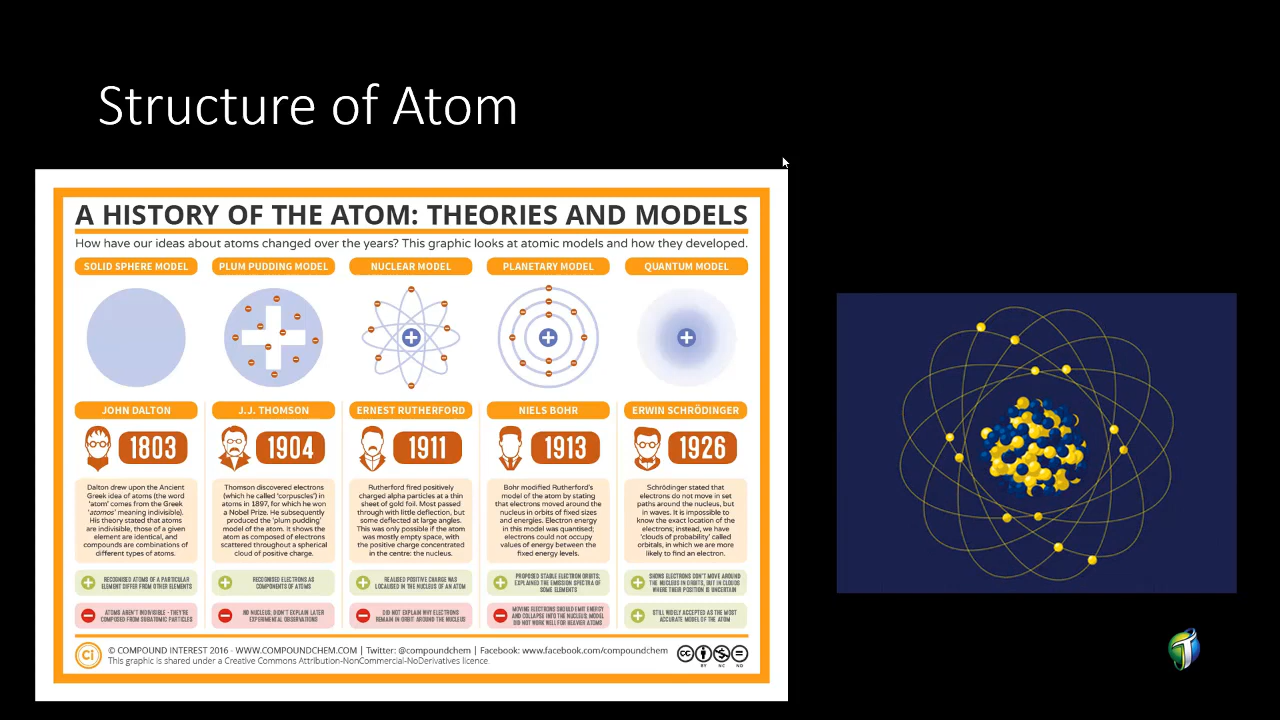 Structure of Atom
A HISTORY OF THE ATOM: THEORIES AND MODELS
How have our ideas about atoms changed over the years? This graphic looks at atomic models and how they developed.
SOLID SPHERE MODEL
PLUM PUDDING MODEL
NUCLEAR MODEL
PLANETARY MODEL
QUANTUM MODEL
JOHN DALTON
J.J. THOMSON
ERNEST RUTHERFORD
NIELS BOHR
ERWIN SCHRÖDINGER
1803
1904
1911
1913
1926
Dalton drew upon the Ancient
Greek idea of atoms (the word
'atom' comes from the Greek
'atomos' meaning indivisible).
His theory stated that atoms
are indivisible, those of a given
element are identical, and
compounds are combinations of
different types of atoms.
Thomson discovered electrons
(which he called 'corpuscles') in
atoms in 1897, for which he won
a Nobel Prize. He subsequently
produced the 'plum pudding'
model of the atom. It shows the
atom as composed of electrons
scattered throughout a spherical
cloud of positive charge.
Rutherford fired positively
charged alpha particles at a thin
sheet of gold foil. Most passed
through with little deflection, but
some deflected at large angles.
This was only possible if the atom
was mostly empty space, with
the positive charge concentrated
in the centre: the nucleus.
Bohr modified Rutherford's
model of the atom by stating
that electrons moved around the
nucleus in orbits of fixed sizes
and energies. Electron energy
in this model was quantised;
electrons could not occupy
values of energy between the
fixed energy levels.
Schrödinger stated that
electrons do not move in set
paths around the nucleus, but
in waves. It is impossible to
know the exact location of the
electrons; instead, we have
'clouds of probability' called
orbitals, in which we are more
likely to find an electron.
RECOGNISED ATOMS OF A PARTICULAR
ELEMENT DIFFER FROM OTHER ELEMENTS
RECOGNISED ELECTRONS AS
COMPONENTS OF ATOMS
REALISED POSITIVE CHARGE WAS
LOCALISED IN THE NUCLEUS OF AN ATOM
PROPOSED STABLE ELECTRON ORBITS;
EXPLAINED THE EMISSION SPECTRA OF
SOME ELEMENTS
SHOWS ELECTRONS DON'T MOVE AROUND
THE NUCLEUS IN ORBITS, BUT IN CLOUDS
WHERE THEIR POSITION IS UNCERTAIN
ATOMS AREN'T INDIVISIBLE - THEY'RE
COMPOSED FROM SUBATOMIC PARTICLES
NO NUCLEUS; DIDN'T EXPLAIN LATER
EXPERIMENTAL OBSERVATIONS
DID NOT EXPLAIN WHY ELECTRONS
REMAIN IN ORBIT AROUND THE NUCLEUS
MOVING ELECTRONS SHOULD EMIT ENERGY
AND COLLAPSE INTO THE NUCLEUS; MODEL
DID NOT WORK WELL FOR HEAVIER ATOMS
STILL WIDELY ACCEPTED AS THE MOST
ACCURATE MODEL OF THE ATOM
Ci
© COMPOUND INTEREST 2016 - WWW.COMPOUNDCHEM.COM | Twitter: @compoundchem | Facebook: www.facebook.com/compoundchem
This graphic is shared under a Creative Commons Attribution-NonCommercial-NoDerivatives licence.
CC
BY NC ND